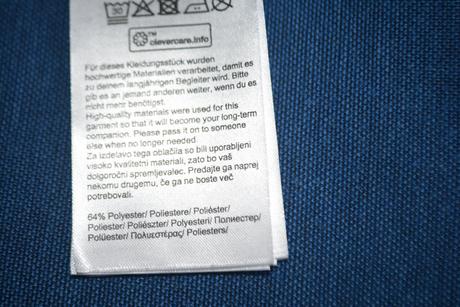 clevercare.info
Für dieses Kleidungsstück wurden
hochwertige Materialien verarbeitet, damit es
zu deinem langjährigen Begleiter wird. Bitte
gib es an jemand anderen weiter, wenn du es
nicht mehr benötigst.
High-quality materials were used for this
garment so that it will become your long-term
companion. Please pass it on to someone
else when no longer needed.
Za izdelavo tega oblačila so bili uporabljeni
visoko kvalitetni materiali, zato bo vaš
dolgoročni spremljevalec. Predajte ga naprej
nekomu drugemu, če ga ne boste več
potrebovali.
64% Polyester/ Poliestere/ Poliéster/
Poliester/ Poliészter/ Polyesteri/ Полиестер/
Polüester/ Πολυεστέρας/ Poliesters/